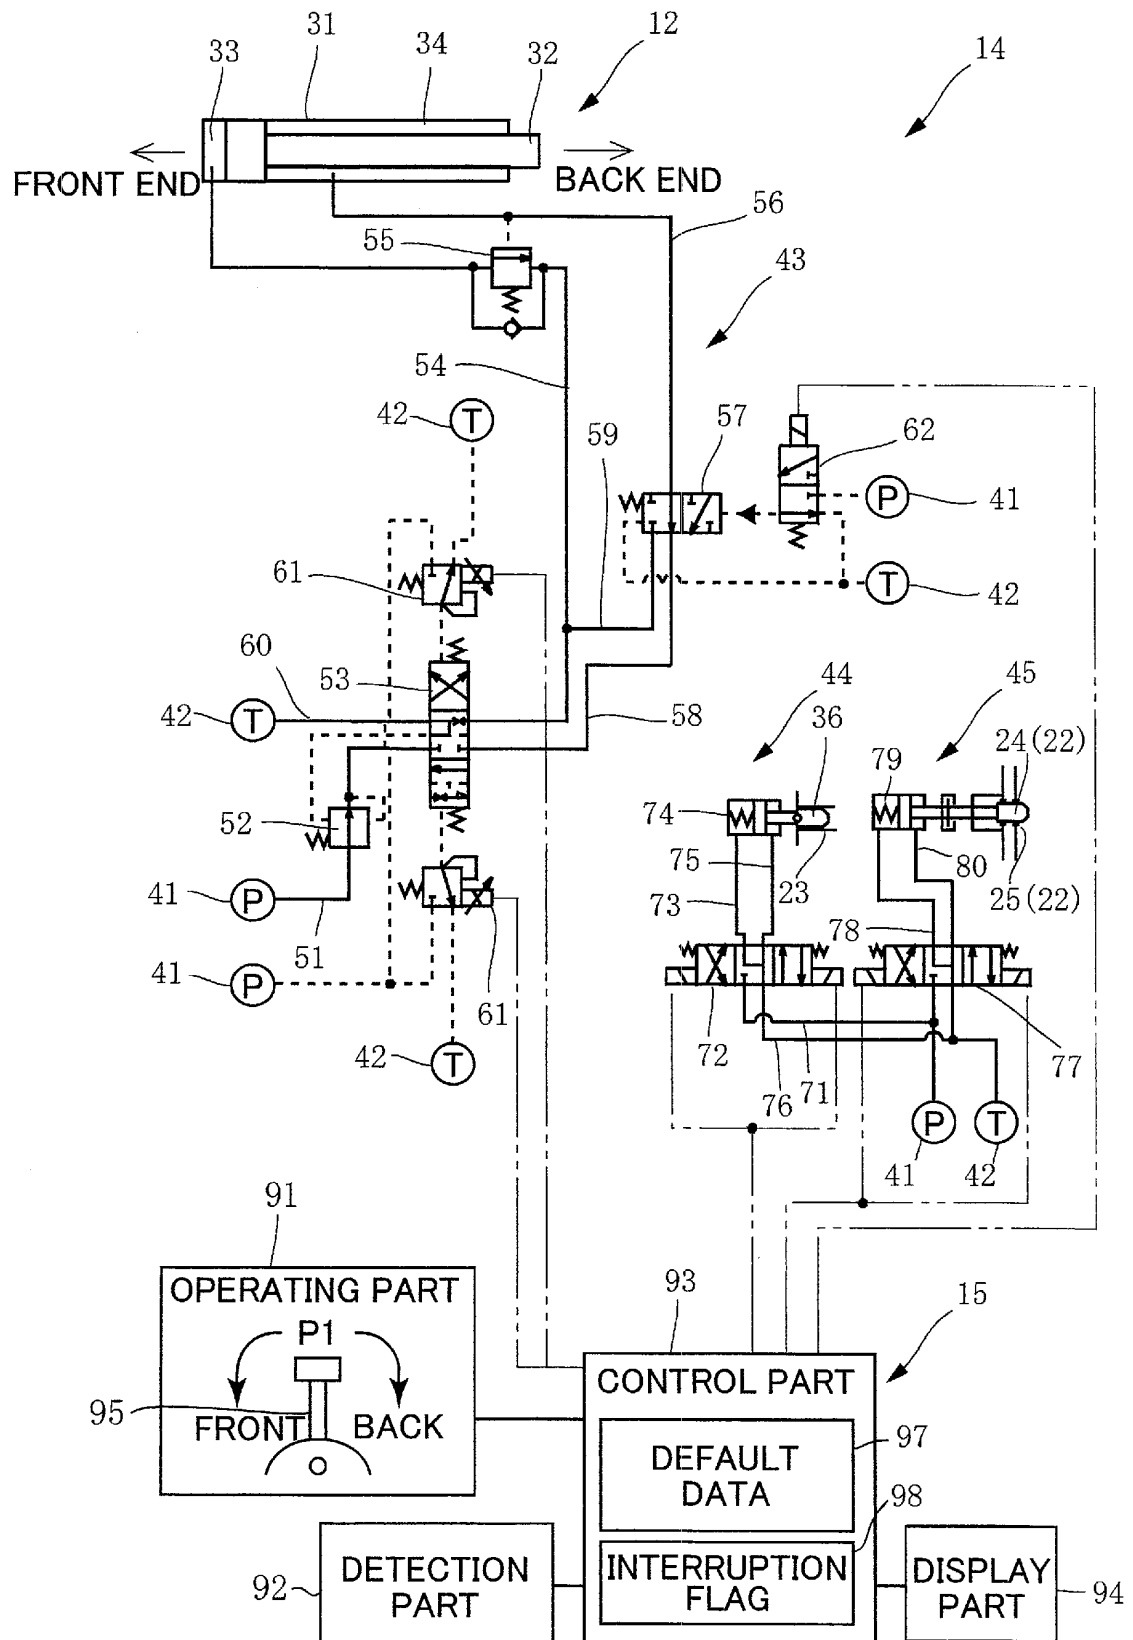 31
34
12
33
32
14
FRONT END
BACK END
56
55
43
54
42
T
57
62
59
P
41
61
T
42
60
53
44
45
42
T
58
36
24(22)
79
52
74
75
80
41
P
23
25(22)
73
51
78
41
P
61
72
77
42
T
76
71
P
T
41
42
91
OPERATING PART
93
15
P1
CONTROL PART
95
FRONT
BACK
97
DEFAULT
DATA
98
DETECTION
PART
92
INTERRUPTION
FLAG
DISPLAY
PART
94